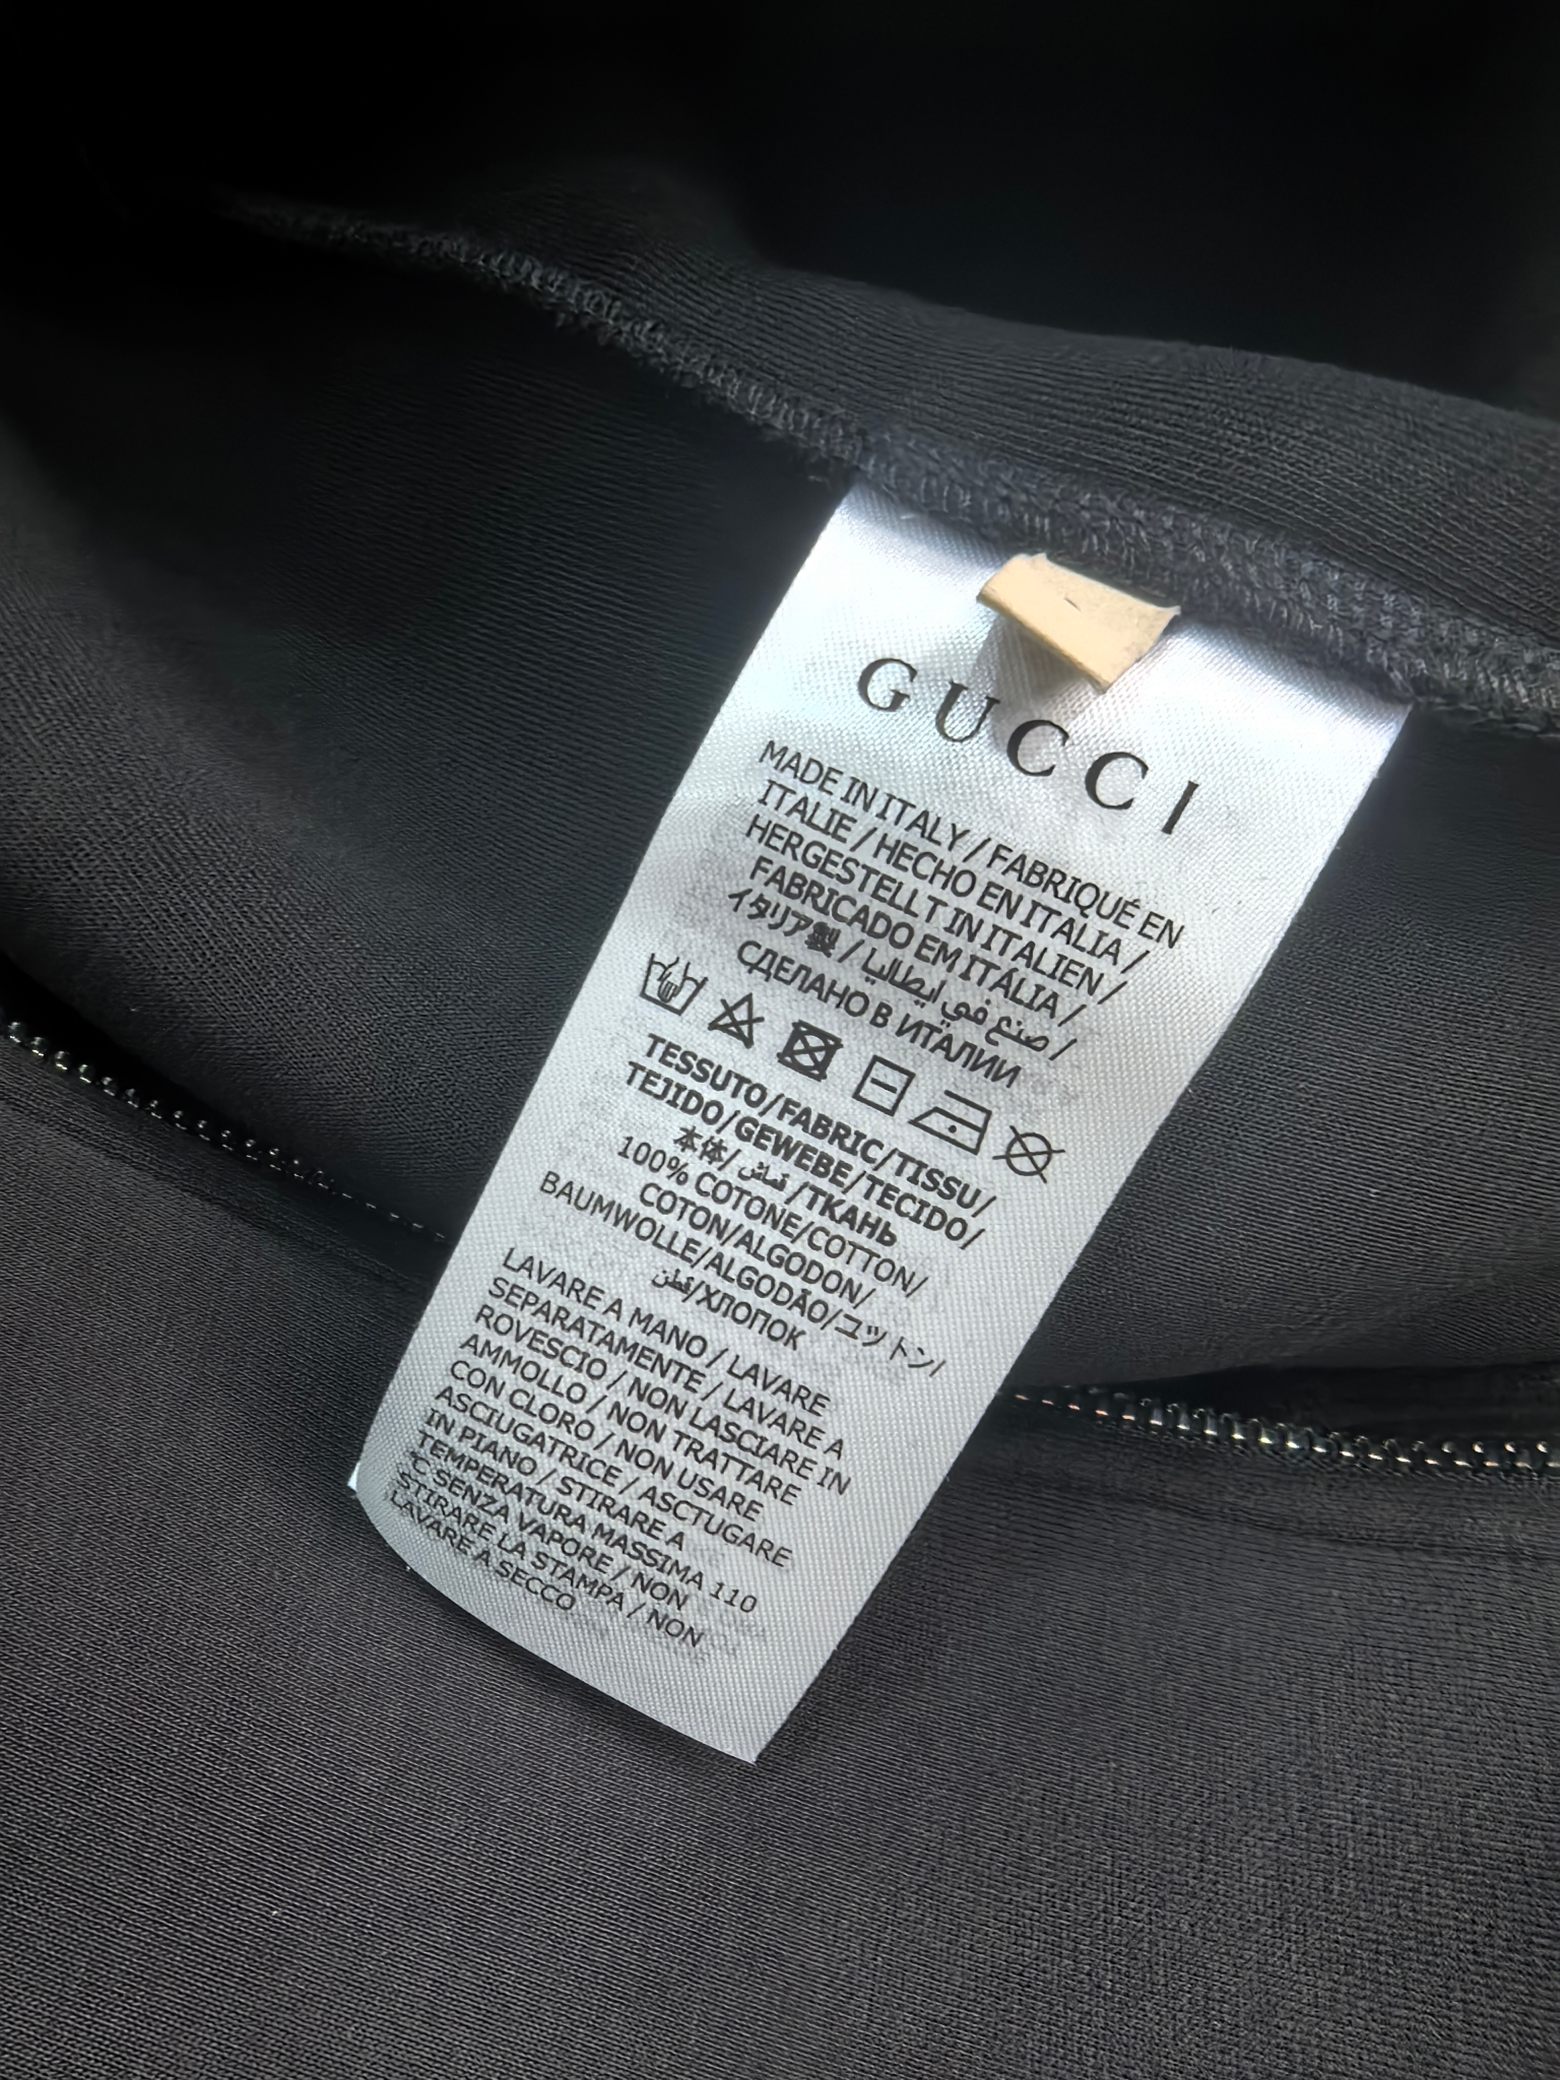 GUCCI
MADE IN ITALY / FABRIQUÉ EN
ITALIE / HECHO EN ITALIA /
HERGESTELLT IN ITALIEN /
FABRICADO EM ITÁLIA /
イタリア製 / صنع في ايطاليا /
СДЕЛАНО В ИТАЛИИ
TESSUTO/FABRIC/TISSU/
TEJIDO/GEWEBE/TECIDO/
本体/ قماش /ТКАНЬ
100% COTONE/COTTON/
COTON/ALGODON/
BAUMWOLLE/ALGODÃO/ユットン/
قطن/ХЛОПОК
LAVARE A MANO / LAVARE
SEPARATAMENTE / LAVARE A
ROVESCIO / NON LASCIARE IN
AMMOLLO / NON TRATTARE
CON CLORO / NON USARE
ASCIUGATRICE / ASCTUGARE
IN PIANO / STIRARE A
TEMPERATURA MASSIMA 110
°C SENZA VAPORE / NON
STIRARE LA STAMPA / NON
LAVARE A SECCO